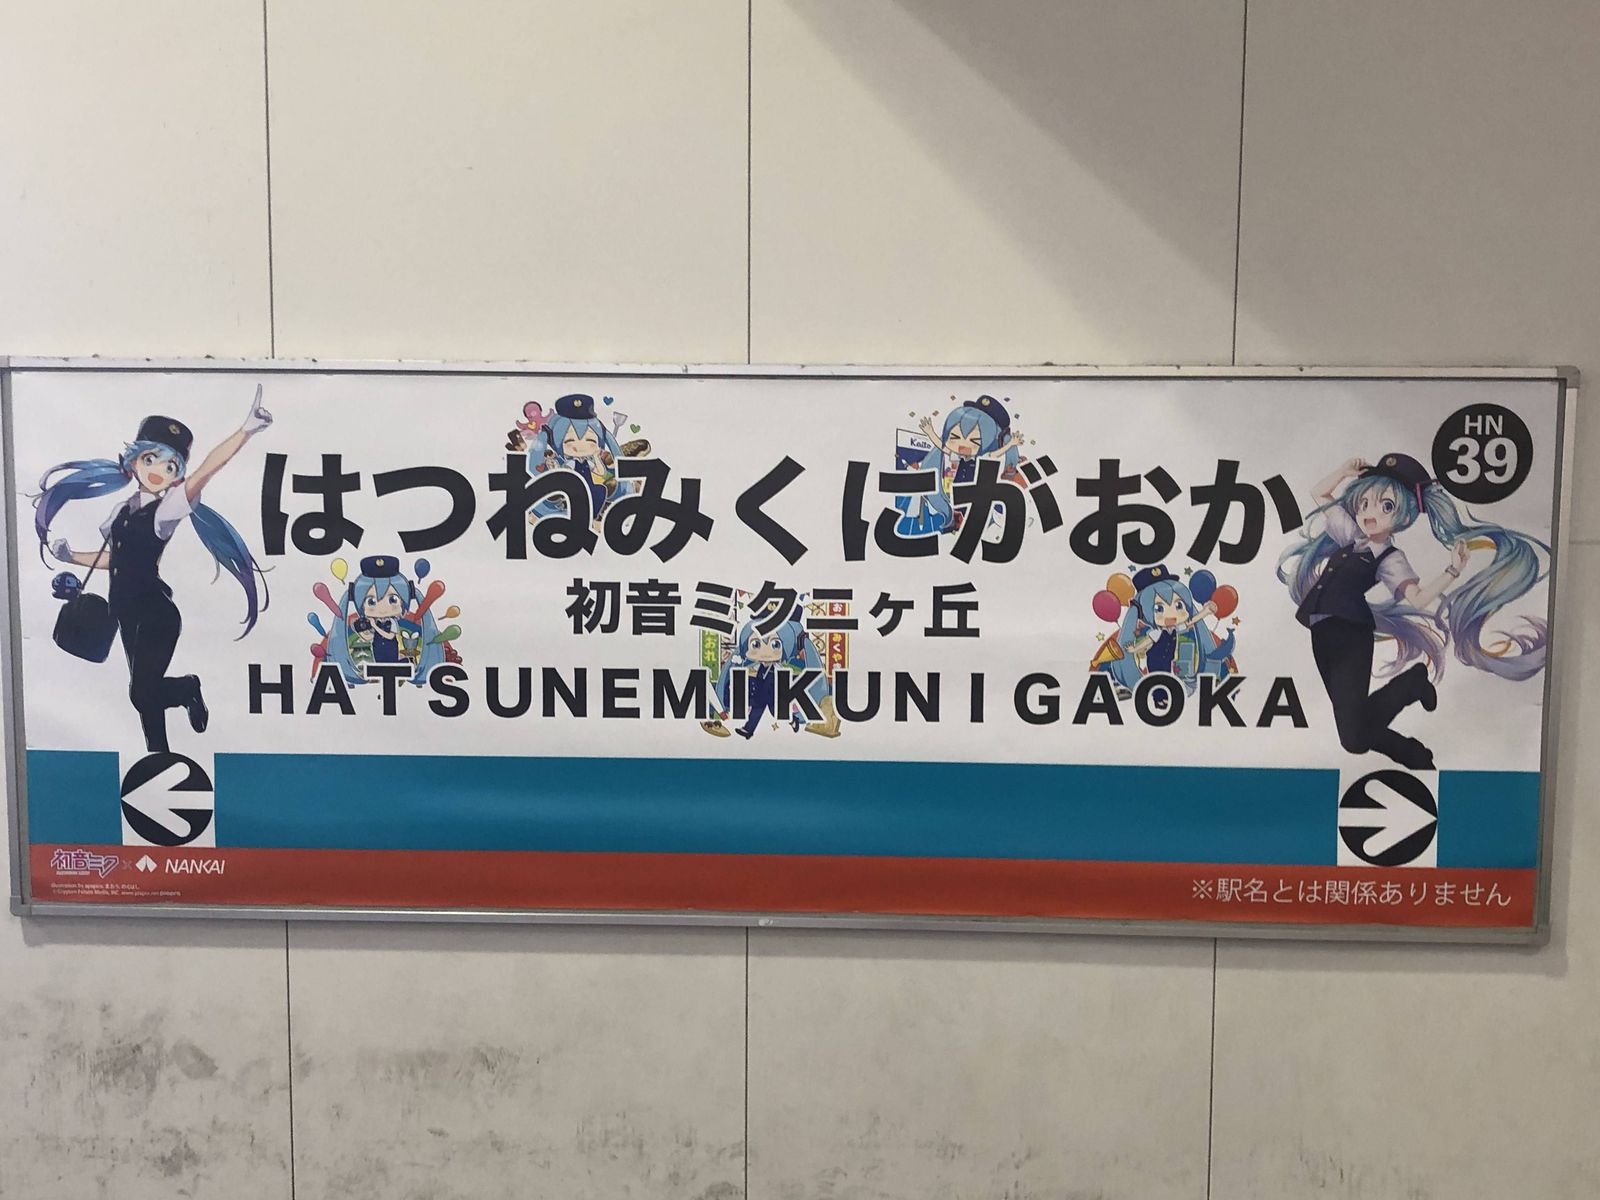 HN
39
はつねみくにがおか
初音ミクニヶ丘
HATSUNEMIKUNIGAOKA
Kaito
初音ミク × NANKAI
※駅名とは関係ありません